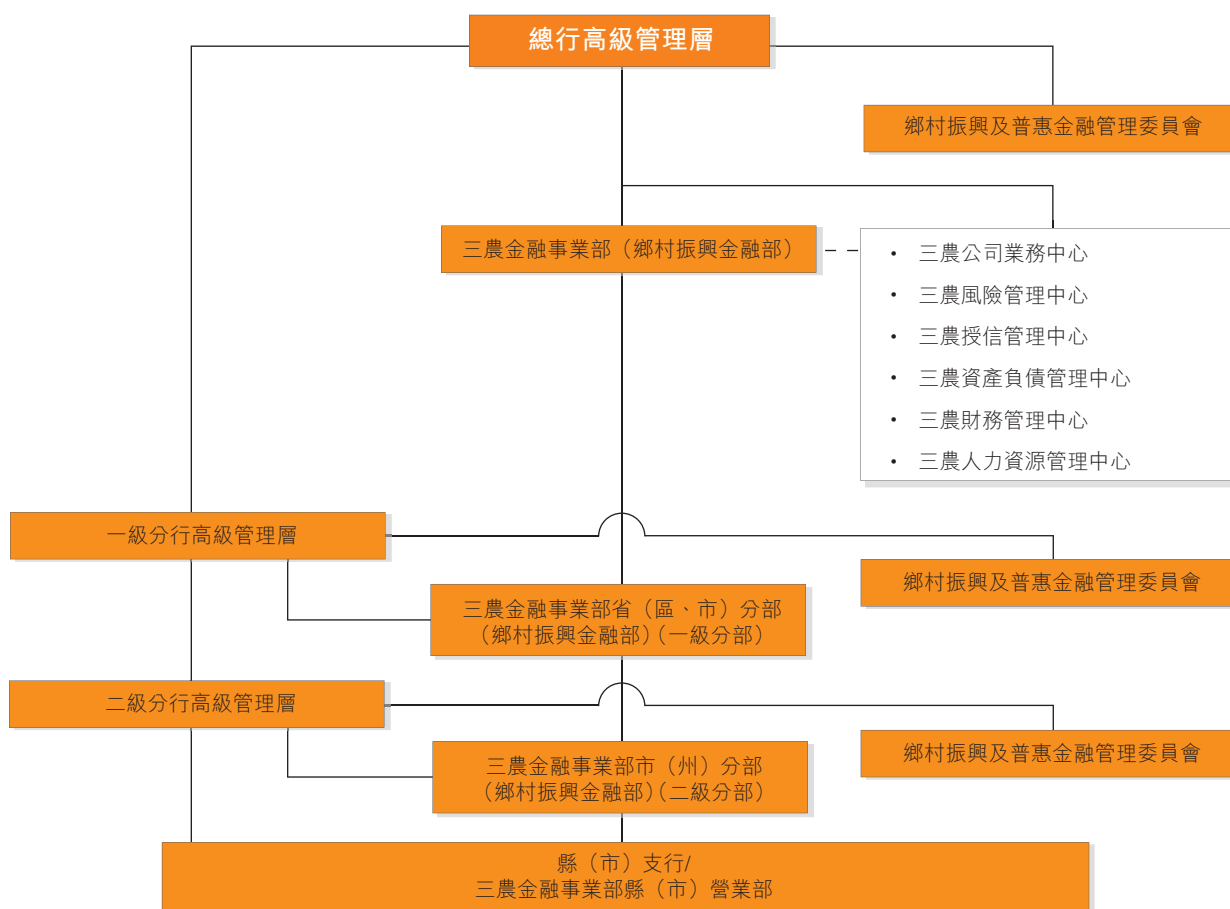 總行高級管理層
鄉村振興及普惠金融管理委員會
三農金融事業部（鄉村振興金融部）
• 三農公司業務中心
• 三農風險管理中心
• 三農授信管理中心
• 三農資產負債管理中心
• 三農財務管理中心
• 三農人力資源管理中心
一級分行高級管理層
鄉村振興及普惠金融管理委員會
三農金融事業部省（區、市）分部
（鄉村振興金融部）（一級分部）
二級分行高級管理層
鄉村振興及普惠金融管理委員會
三農金融事業部市（州）分部
（鄉村振興金融部）（二級分部）
縣（市）支行/
三農金融事業部縣（市）營業部